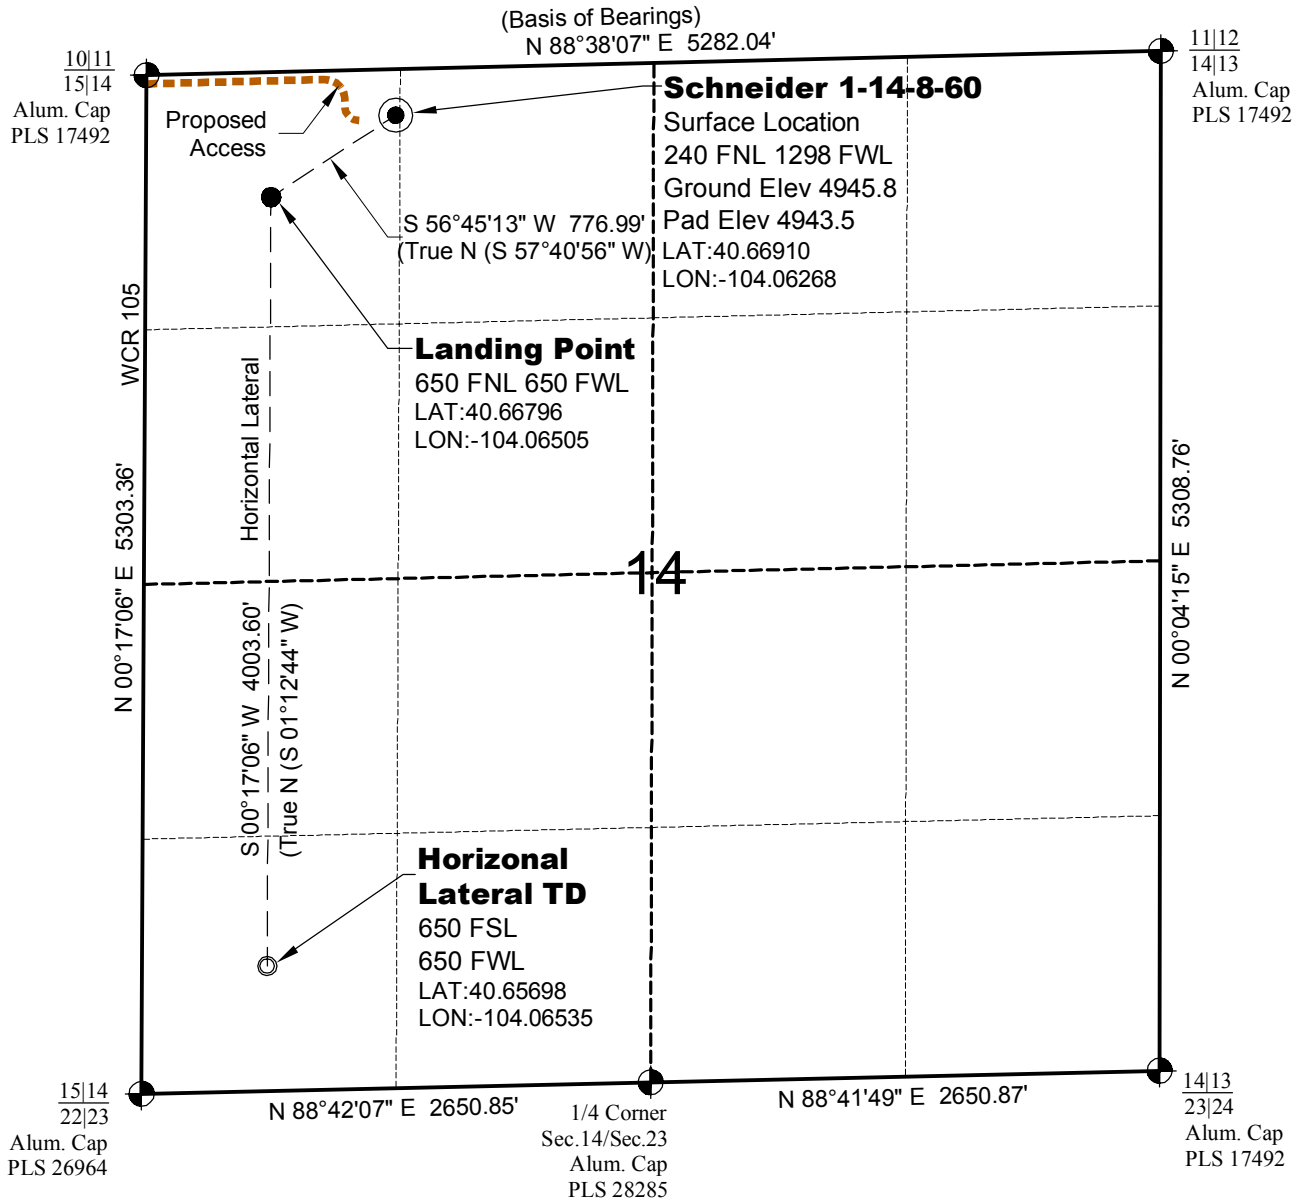 (Basis of Bearings)
N 88°38'07" E 5282.04'
10|11
15|14
Alum. Cap
PLS 17492
11|12
14|13
Alum. Cap
PLS 17492
Proposed
Access
Schneider 1-14-8-60
Surface Location
240 FNL 1298 FWL
Ground Elev 4945.8
Pad Elev 4943.5
LAT:40.66910
LON:-104.06268
S 56°45'13" W 776.99'
(True N (S 57°40'56" W)
WCR 105
Landing Point
650 FNL 650 FWL
LAT:40.66796
LON:-104.06505
Horizontal Lateral
N 00°17'06" E 5303.36'
N 00°04'15" E 5308.76'
14
S 00°17'06" W 4003.60'
(True N (S 01°12'44" W)
Horizonal
Lateral TD
650 FSL
650 FWL
LAT:40.65698
LON:-104.06535
15|14
22|23
Alum. Cap
PLS 26964
N 88°42'07" E 2650.85'
1/4 Corner
Sec.14/Sec.23
Alum. Cap
PLS 28285
N 88°41'49" E 2650.87'
14|13
23|24
Alum. Cap
PLS 17492